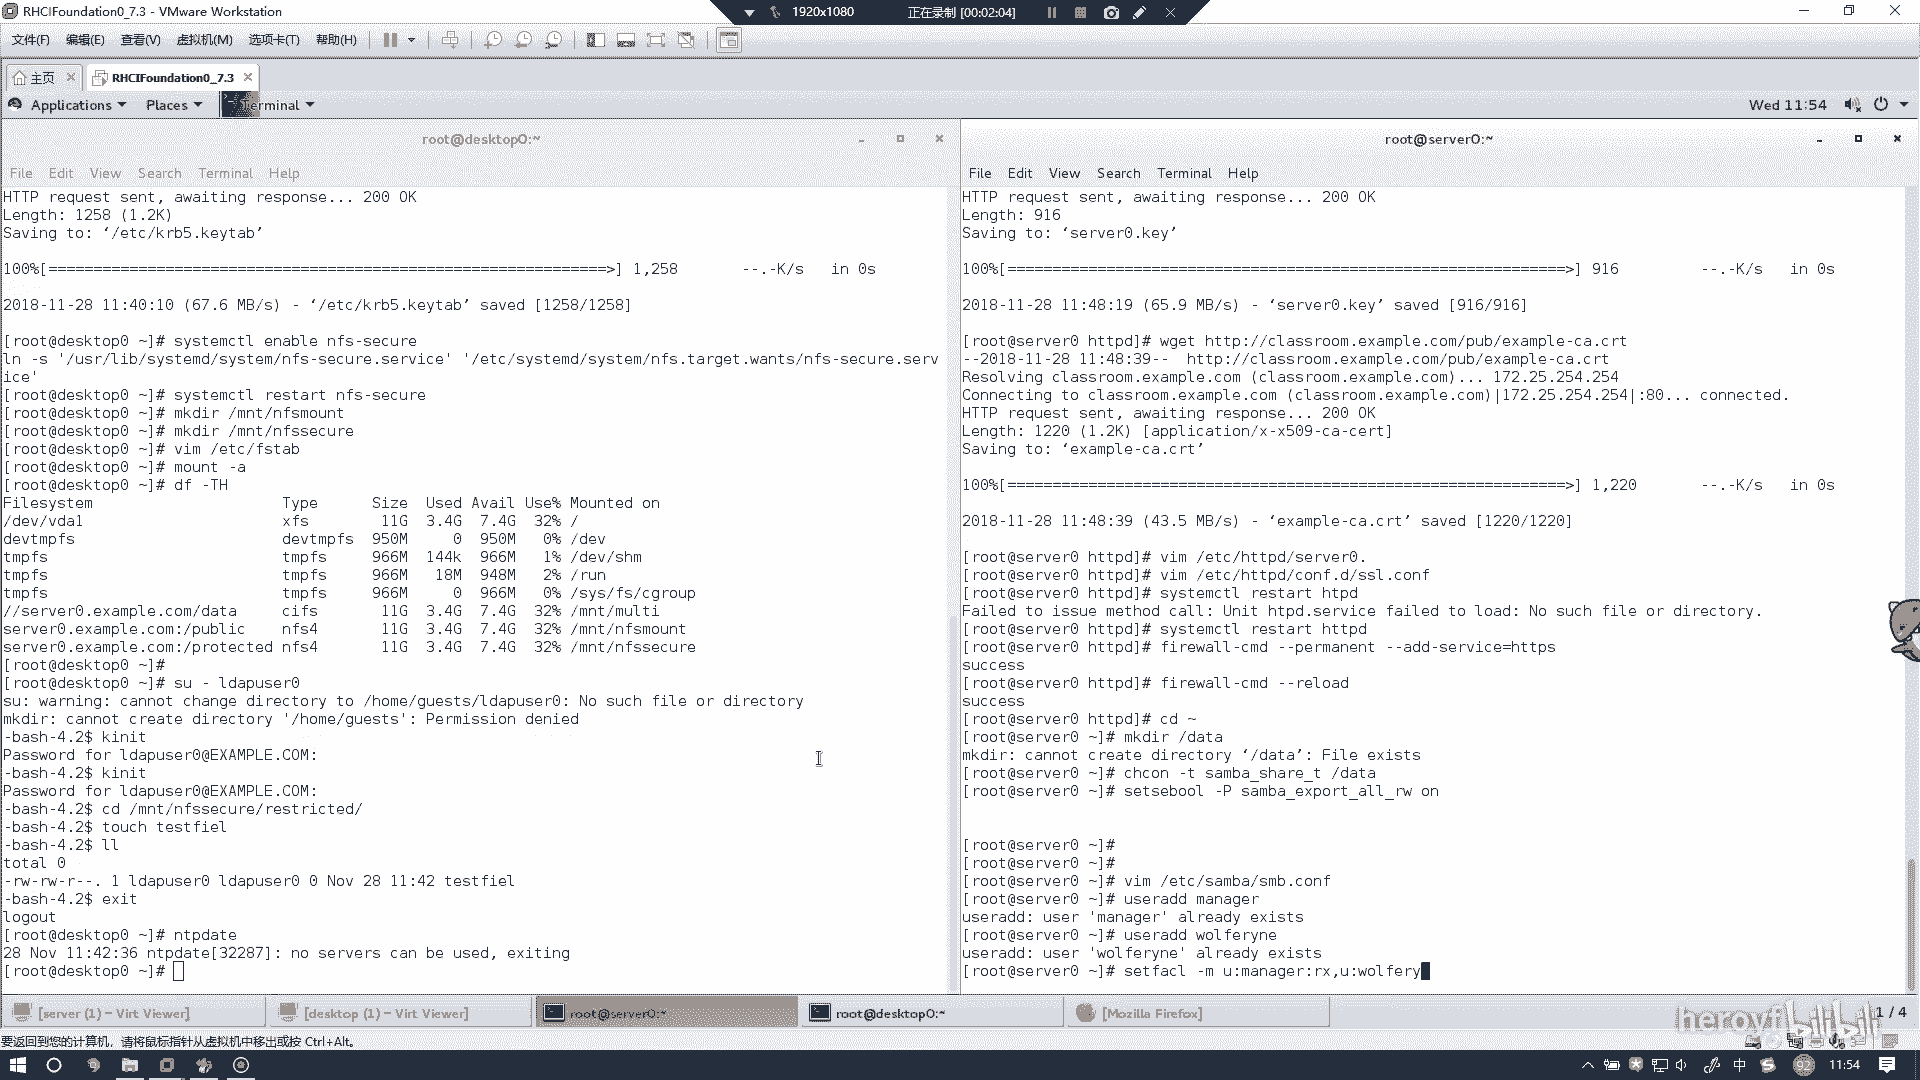 RHCIFoundation0_7.3 - VMware Workstation
1920x1080
正在录制 [00:02:04]
文件(F) 编辑(E) 查看(V) 虚拟机(M) 选项卡(T) 帮助(H)
主页
RHCIFoundation0_7.3
Applications Places Terminal
Wed 11:54
root@desktop0:~
File Edit View Search Terminal Help
HTTP request sent, awaiting response... 200 OK
Length: 1258 (1.2K)
Saving to: ‘/etc/krb5.keytab’
100%[==============================================================>] 1,258 --.-K/s in 0s
2018-11-28 11:40:10 (67.6 MB/s) - ‘/etc/krb5.keytab’ saved [1258/1258]
[root@desktop0 ~]# systemctl enable nfs-secure
ln -s '/usr/lib/systemd/system/nfs-secure.service' '/etc/systemd/system/nfs.target.wants/nfs-secure.serv
ice'
[root@desktop0 ~]# systemctl restart nfs-secure
[root@desktop0 ~]# mkdir /mnt/nfsmount
[root@desktop0 ~]# mkdir /mnt/nfssecure
[root@desktop0 ~]# vim /etc/fstab
[root@desktop0 ~]# mount -a
[root@desktop0 ~]# df -TH
Filesystem Type Size Used Avail Use% Mounted on
/dev/vda1 xfs 11G 3.4G 7.4G 32% /
devtmpfs devtmpfs 950M 0 950M 0% /dev
tmpfs tmpfs 966M 144k 966M 1% /dev/shm
tmpfs tmpfs 966M 18M 948M 2% /run
tmpfs tmpfs 966M 0 966M 0% /sys/fs/cgroup
//server0.example.com/data cifs 11G 3.4G 7.4G 32% /mnt/multi
server0.example.com:/public nfs4 11G 3.4G 7.4G 32% /mnt/nfsmount
server0.example.com:/protected nfs4 11G 3.4G 7.4G 32% /mnt/nfssecure
[root@desktop0 ~]#
[root@desktop0 ~]# su - ldapuser0
su: warning: cannot change directory to /home/guests/ldapuser0: No such file or directory
mkdir: cannot create directory '/home/guests': Permission denied
-bash-4.2$ kinit
Password for ldapuser0@EXAMPLE.COM:
-bash-4.2$ kinit
Password for ldapuser0@EXAMPLE.COM:
-bash-4.2$ cd /mnt/nfssecure/restricted/
-bash-4.2$ touch testfiel
-bash-4.2$ ll
total 0
-rw-rw-r--. 1 ldapuser0 ldapuser0 0 Nov 28 11:42 testfiel
-bash-4.2$ exit
logout
[root@desktop0 ~]# ntpdate
28 Nov 11:42:36 ntpdate[32287]: no servers can be used, exiting
[root@desktop0 ~]#
root@server0:~
File Edit View Search Terminal Help
HTTP request sent, awaiting response... 200 OK
Length: 916
Saving to: ‘server0.key’
100%[==============================================================>] 916 --.-K/s in 0s
2018-11-28 11:48:19 (65.9 MB/s) - ‘server0.key’ saved [916/916]
[root@server0 httpd]# wget http://classroom.example.com/pub/example-ca.crt
--2018-11-28 11:48:39-- http://classroom.example.com/pub/example-ca.crt
Resolving classroom.example.com (classroom.example.com)... 172.25.254.254
Connecting to classroom.example.com (classroom.example.com)|172.25.254.254|:80... connected.
HTTP request sent, awaiting response... 200 OK
Length: 1220 (1.2K) [application/x-x509-ca-cert]
Saving to: ‘example-ca.crt’
100%[==============================================================>] 1,220 --.-K/s in 0s
2018-11-28 11:48:39 (43.5 MB/s) - ‘example-ca.crt’ saved [1220/1220]
[root@server0 httpd]# vim /etc/httpd/server0.
[root@server0 httpd]# vim /etc/httpd/conf.d/ssl.conf
[root@server0 httpd]# systemctl restart htpd
Failed to issue method call: Unit htpd.service failed to load: No such file or directory.
[root@server0 httpd]# systemctl restart httpd
[root@server0 httpd]# firewall-cmd --permanent --add-service=https
success
[root@server0 httpd]# firewall-cmd --reload
success
[root@server0 httpd]# cd ~
[root@server0 ~]# mkdir /data
mkdir: cannot create directory ‘/data’: File exists
[root@server0 ~]# chcon -t samba_share_t /data
[root@server0 ~]# setsebool -P samba_export_all_rw on
[root@server0 ~]#
[root@server0 ~]#
[root@server0 ~]# vim /etc/samba/smb.conf
[root@server0 ~]# useradd manager
useradd: user 'manager' already exists
[root@server0 ~]# useradd wolferyne
useradd: user 'wolferyne' already exists
[root@server0 ~]# setfacl -m u:manager:rx,u:wolfery
[server (1) – Virt Viewer]
[desktop (1) – Virt Viewer]
root@server0:~
root@desktop0:~
[Mozilla Firefox]
1 / 4
bilibili
要返回到您的计算机，请将鼠标指针从虚拟机中移出或按 Ctrl+Alt。
中
92
11:54